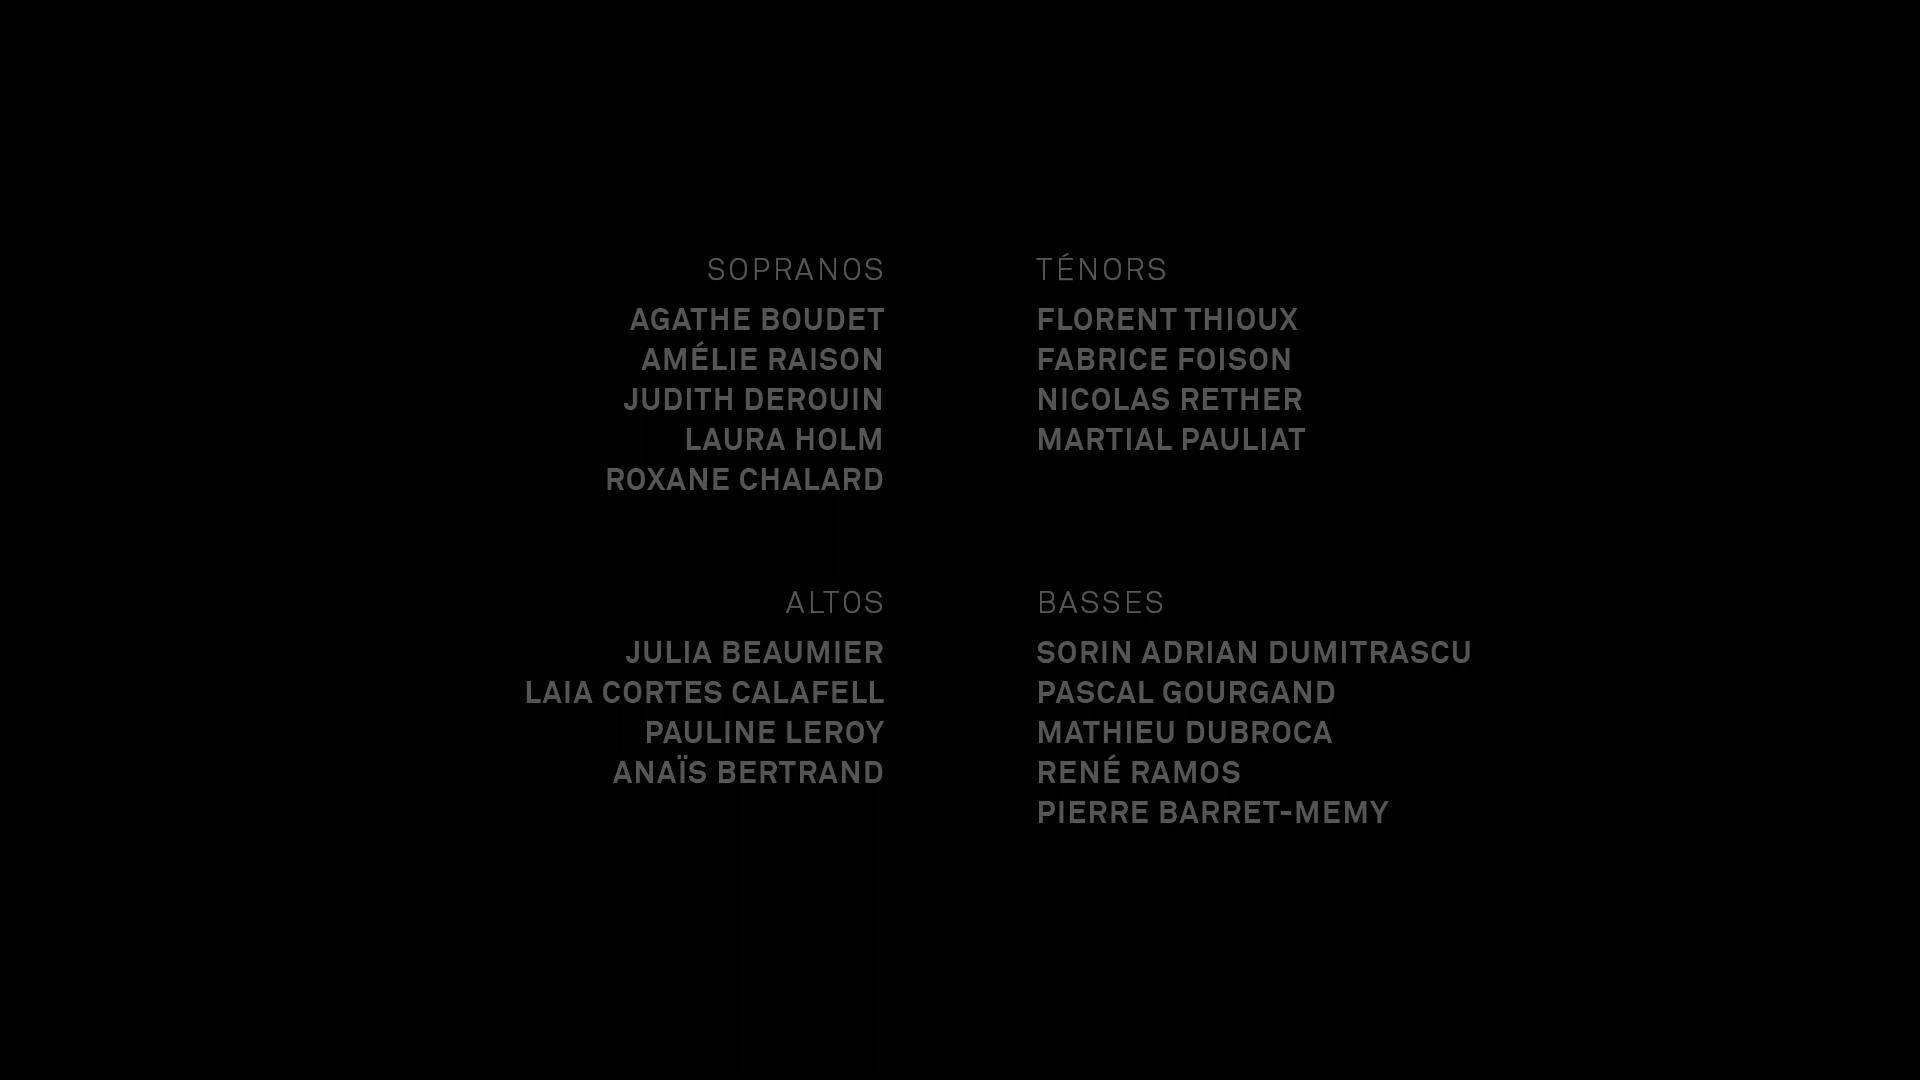 SOPRANOS
AGATHE BOUDET
AMÉLIE RAISON
JUDITH DEROUIN
LAURA HOLM
ROXANE CHALARD
TÉNORS
FLORENT THIOUX
FABRICE FOISON
NICOLAS RETHER
MARTIAL PAULIAT
ALTOS
JULIA BEAUMIER
LAIA CORTES CALAFELL
PAULINE LEROY
ANAÏS BERTRAND
BASSES
SORIN ADRIAN DUMITRASCU
PASCAL GOURGAND
MATHIEU DUBROCA
RENÉ RAMOS
PIERRE BARRET-MEMY